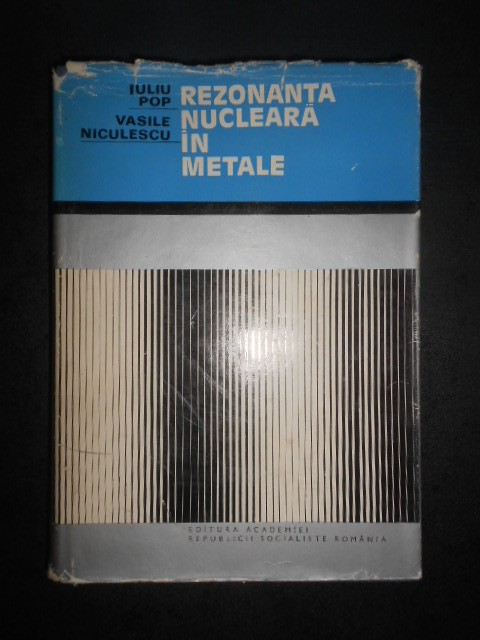 IULIU
POP
VASILE
NICULESCU
REZONANȚA
NUCLEARĂ
ÎN
METALE
EDITURA ACADEMIEI
REPUBLICII SOCIALISTE ROMÂNIA